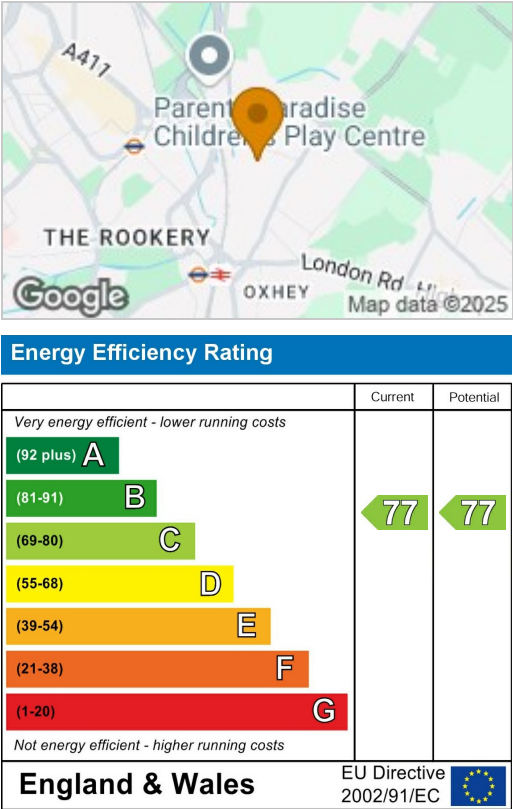 A411
Parent Paradise
Children's Play Centre
THE ROOKERY
London Rd
OXHEY
Google
Map data ©2025
Energy Efficiency Rating
Current
Potential
Very energy efficient - lower running costs
(92 plus) A
(81-91) B
77
77
(69-80) C
(55-68) D
(39-54) E
(21-38) F
(1-20) G
Not energy efficient - higher running costs
England & Wales
EU Directive
2002/91/EC